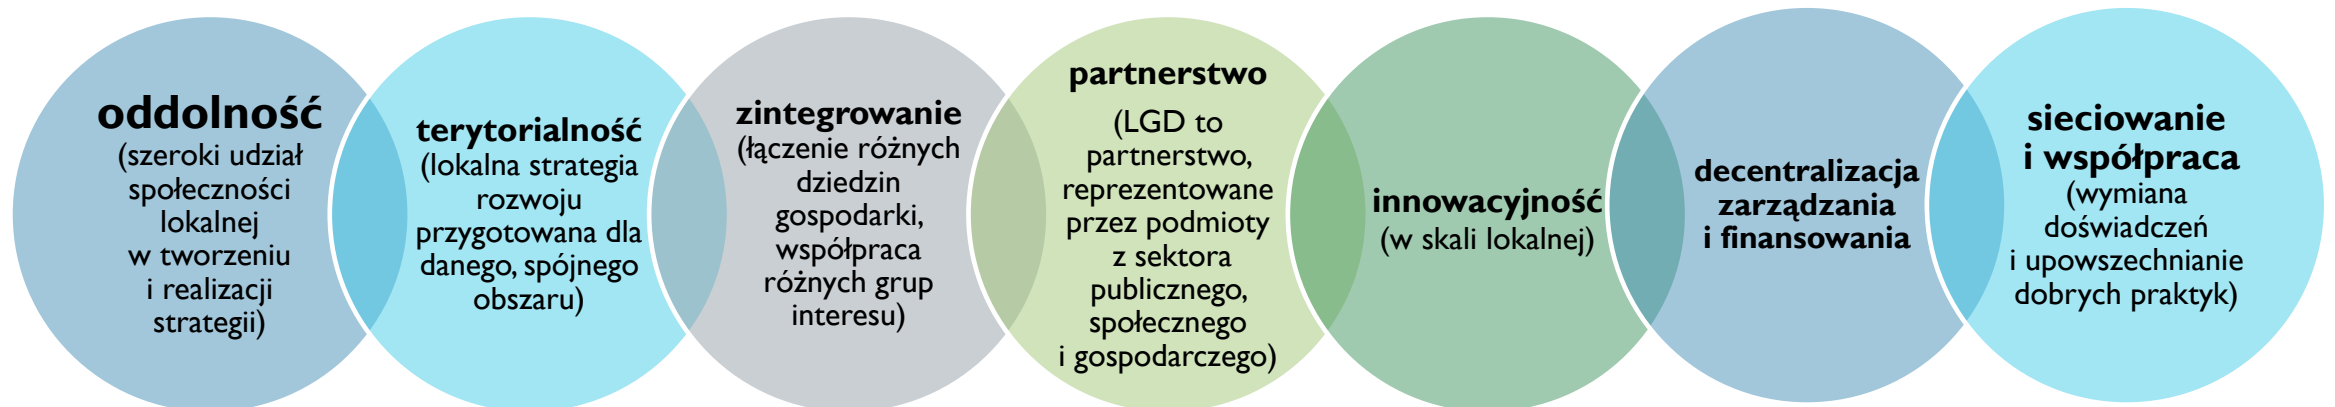 oddolność
(szeroki udział
społeczności
lokalnej
w tworzeniu
i realizacji
strategii)
terytorialność
(lokalna strategia
rozwoju
przygotowana dla
danego, spójnego
obszaru)
zintegrowanie
(łączenie różnych
dziedzin
gospodarki,
współpraca
różnych grup
interesu)
partnerstwo
(LGD to
partnerstwo,
reprezentowane
przez podmioty
z sektora
publicznego,
społecznego
i gospodarczego)
innowacyjność
(w skali lokalnej)
decentralizacja
zarządzania
i finansowania
sieciowanie
i współpraca
(wymiana
doświadczeń
i upowszechnianie
dobrych praktyk)